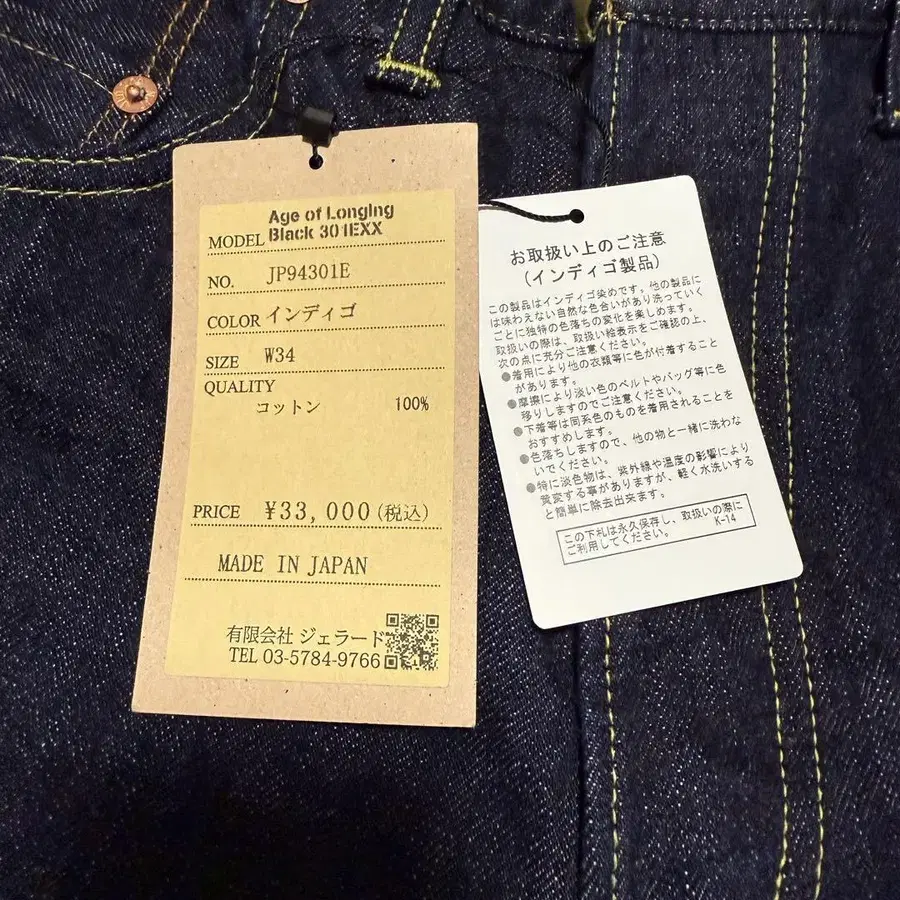 Age of Longing
MODEL Black 301EXX
NO. JP94301E
COLOR インディゴ
SIZE W34
QUALITY
コットン 100%
PRICE ¥33,000(税込)
MADE IN JAPAN
有限会社 ジェラード
TEL 03-5784-9766
お取扱い上のご注意
(インディゴ製品)
この製品はインディゴ染めです。他の製品に
は味わえない自然な色合いがあり洗っていく
ごとに独特の色落ちの変化を楽しめます。
取扱いの際は、取扱い絵表示をご確認の上、
次の点に充分ご注意ください。
●着用により他の衣類等に色が付着すること
があります。
●摩擦により淡い色のベルトやバッグ等に色
移りしますのでご注意ください。
●下着等は同系色のものを着用されることを
おすすめします。
●色落ちしますので、他の物と一緒に洗わな
いでください。
●特に淡色物は、紫外線や温度の影響により
黄変する事がありますが、軽く水洗いする
と簡単に除去出来ます。
この下札は永久保存し、取扱いの際に
ご利用してください。 K-14